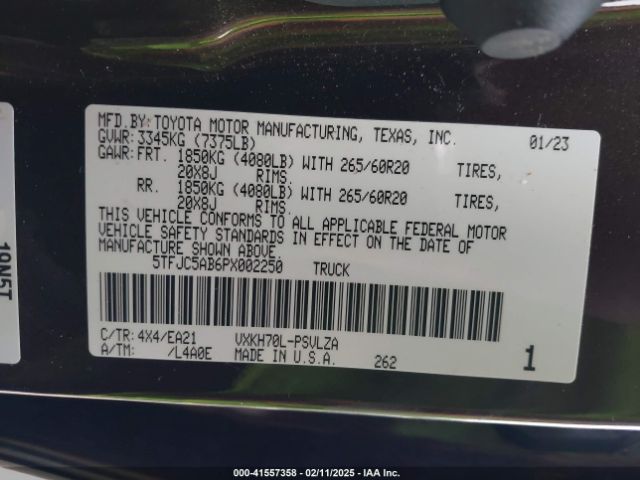 MFD.BY:TOYOTA MOTOR MANUFACTURING, TEXAS, INC. 01/23
GVWR:3345KG (7375LB)
GAWR:FRT. 1850KG (4080LB) WITH 265/60R20 TIRES,
20X8J RIMS.
RR. 1850KG (4080LB) WITH 265/60R20 TIRES,
20X8J RIMS.
THIS VEHICLE CONFORMS TO ALL APPLICABLE FEDERAL MOTOR
VEHICLE SAFETY STANDARDS IN EFFECT ON THE DATE OF
MANUFACTURE SHOWN ABOVE.
5TFJC5AB6PX002250 TRUCK
C/TR:4X4/EA21 VXKH70L-PSVLZA
A/TM: /L4A0E MADE IN U.S.A. 262 1
19N5T
000-41557358 - 02/11/2025 - IAA Inc.